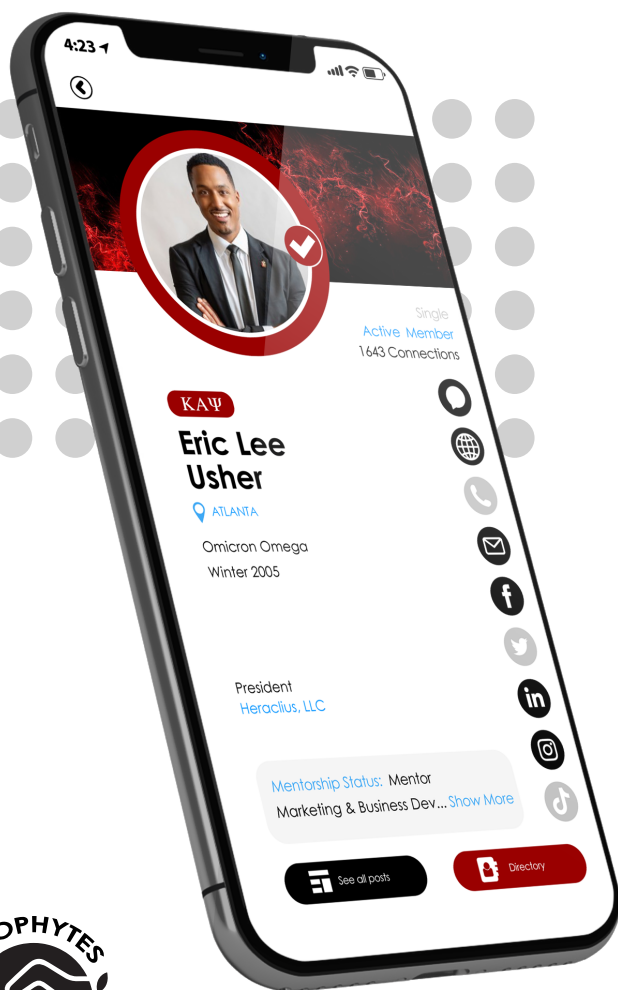 4:23
Single
Active Member
1643 Connections
ΚΑΨ
Eric Lee
Usher
ATLANTA
Omicron Omega
Winter 2005
President
Heraclius, LLC
Mentorship Status: Mentor
Marketing & Business Dev... Show More
See all posts
Directory
OPHYTES